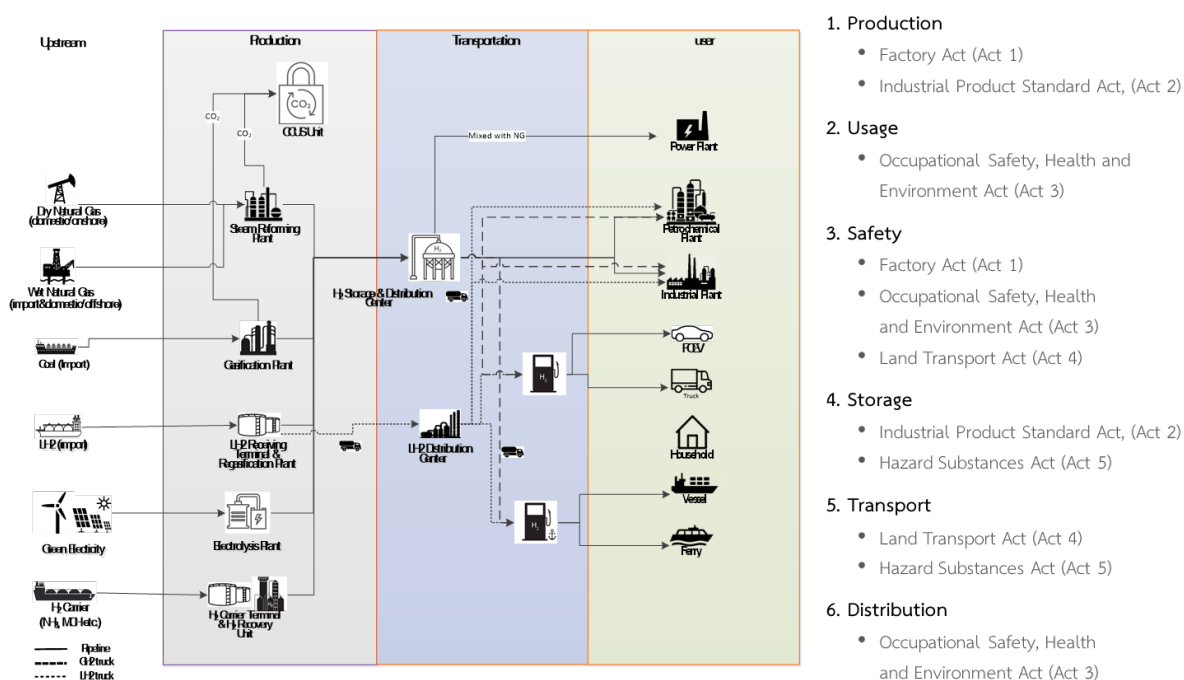 Upstream
Production
Transportation
user
CO₂
CO₂
CO₂
CCUS Unit
Mixed with NG
Power Plant
Dry Natural Gas
(domestic/onshore)
Steam Reforming
Plant
Petrochemical
Plant
H₂
Wet Natural Gas
(import&domestic/offshore)
H₂ Storage & Distribution
Center
Industrial Plant
Coal (Import)
Gasification Plant
H₂
FCEV
Truck
LH2 (import)
LH2 Receiving
Terminal &
Regasification Plant
LH2 Distribution
Center
Household
Vessel
Green Electricity
Electrolysis Plant
H₂
Ferry
H₂ Carrier
(NH₃, MCH etc.)
H₂ Carrier Terminal
& H₂ Recovery
Unit
Pipeline
GH2 truck
LH2 truck
1. Production
• Factory Act (Act 1)
• Industrial Product Standard Act, (Act 2)
2. Usage
• Occupational Safety, Health and
Environment Act (Act 3)
3. Safety
• Factory Act (Act 1)
• Occupational Safety, Health
and Environment Act (Act 3)
• Land Transport Act (Act 4)
4. Storage
• Industrial Product Standard Act, (Act 2)
• Hazard Substances Act (Act 5)
5. Transport
• Land Transport Act (Act 4)
• Hazard Substances Act (Act 5)
6. Distribution
• Occupational Safety, Health
and Environment Act (Act 3)